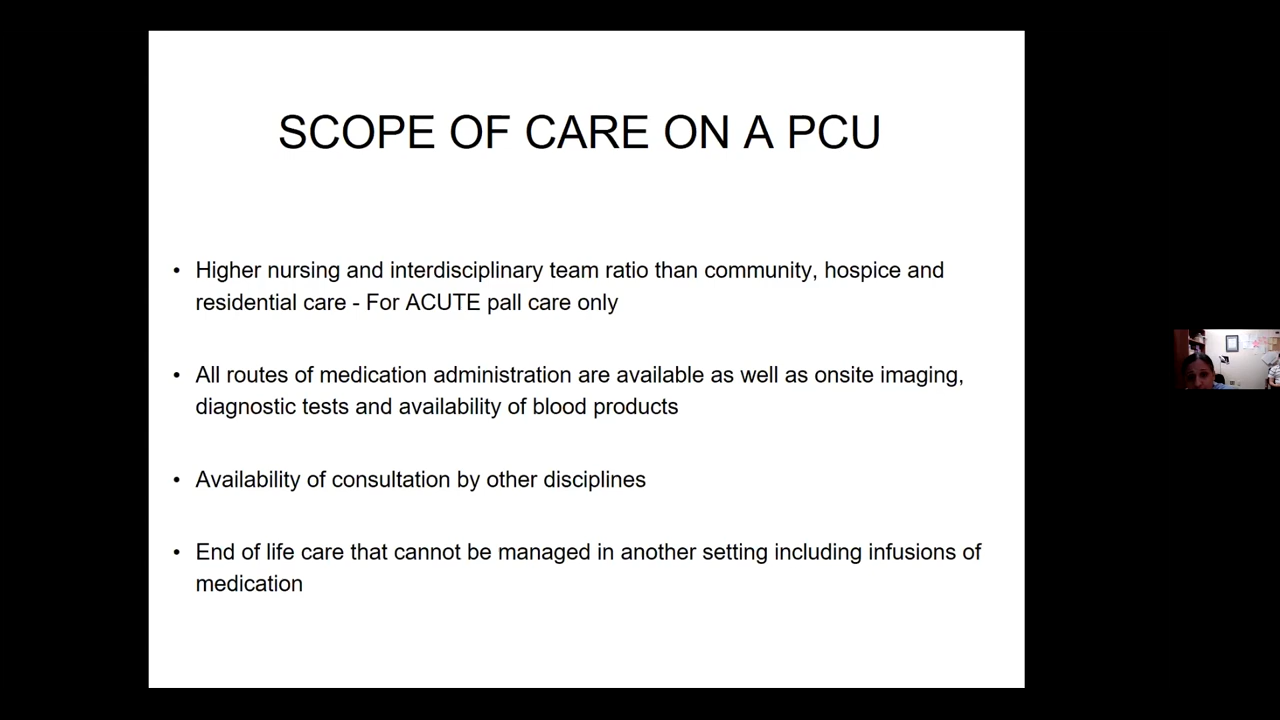 SCOPE OF CARE ON A PCU
• Higher nursing and interdisciplinary team ratio than community, hospice and
residential care - For ACUTE pall care only
• All routes of medication administration are available as well as onsite imaging,
diagnostic tests and availability of blood products
• Availability of consultation by other disciplines
• End of life care that cannot be managed in another setting including infusions of
medication